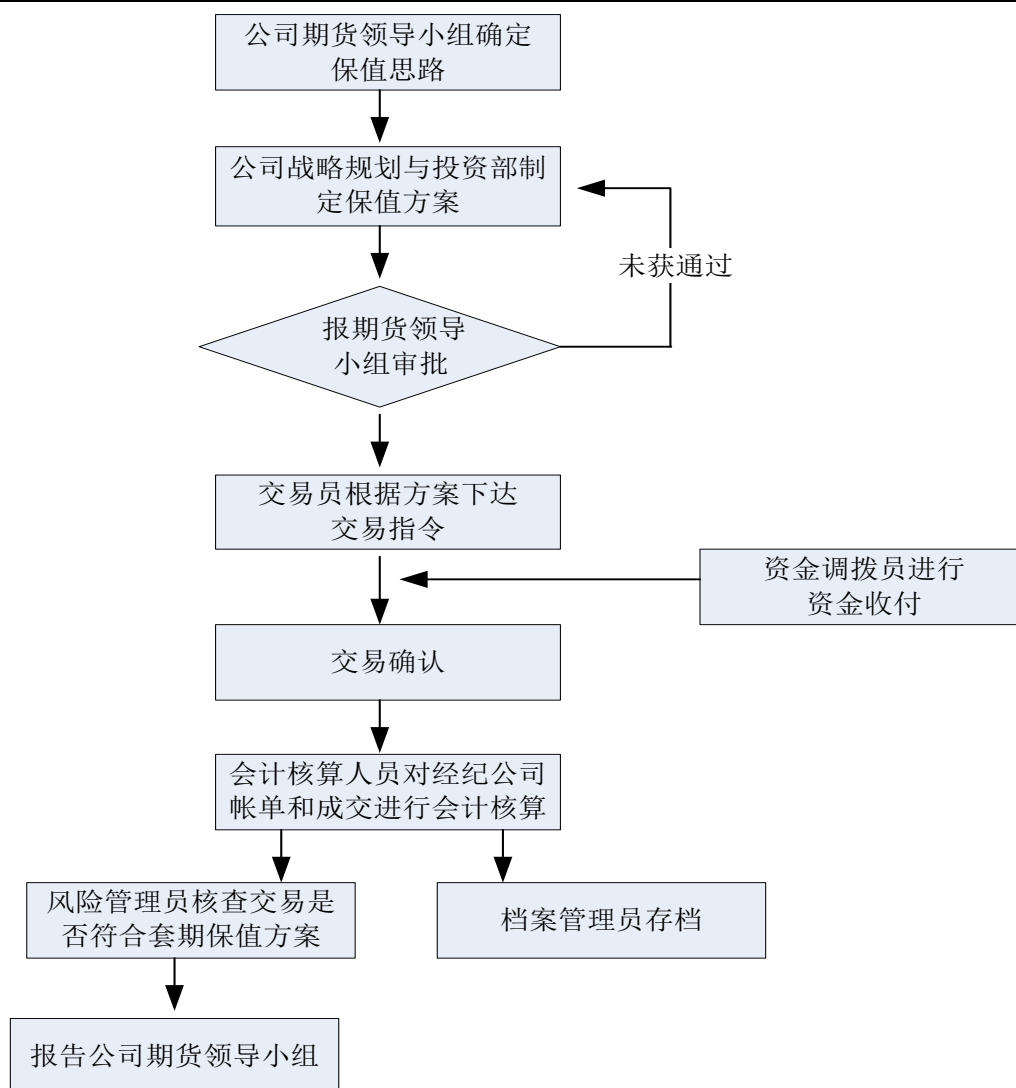 公司期货领导小组确定
保值思路
公司战略规划与投资部制
定保值方案
未获通过
报期货领导
小组审批
交易员根据方案下达
交易指令
资金调拨员进行
资金收付
交易确认
会计核算人员对经纪公司
帐单和成交进行会计核算
风险管理员核查交易是
否符合套期保值方案
档案管理员存档
报告公司期货领导小组